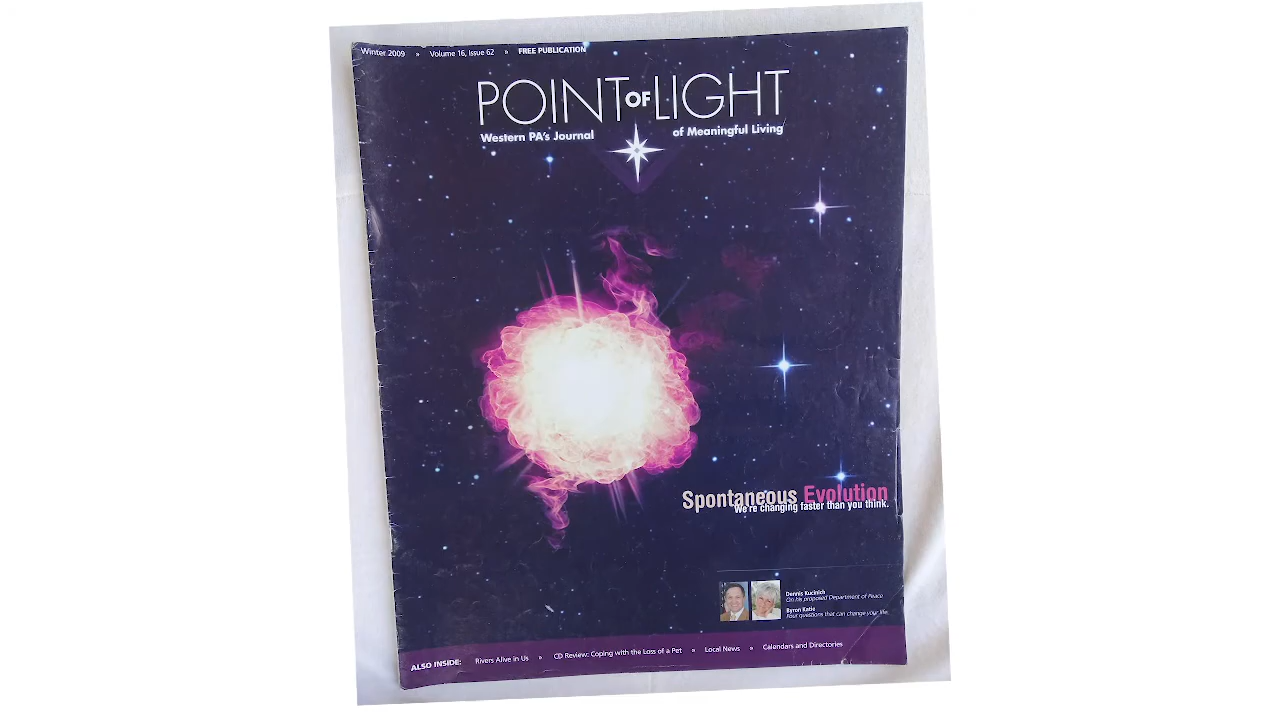 Winter 2009 » Volume 16, Issue 62 » FREE PUBLICATION
POINT OF LIGHT
Western PA's Journal of Meaningful Living
Spontaneous Evolution
We're changing faster than you think.
Dennis Kucinich
On his proposed Department of Peace
Byron Katie
Four questions that can change your life.
ALSO INSIDE: Rivers Alive in Us » CD Review: Coping with the Loss of a Pet » Local News » Calendars and Directories